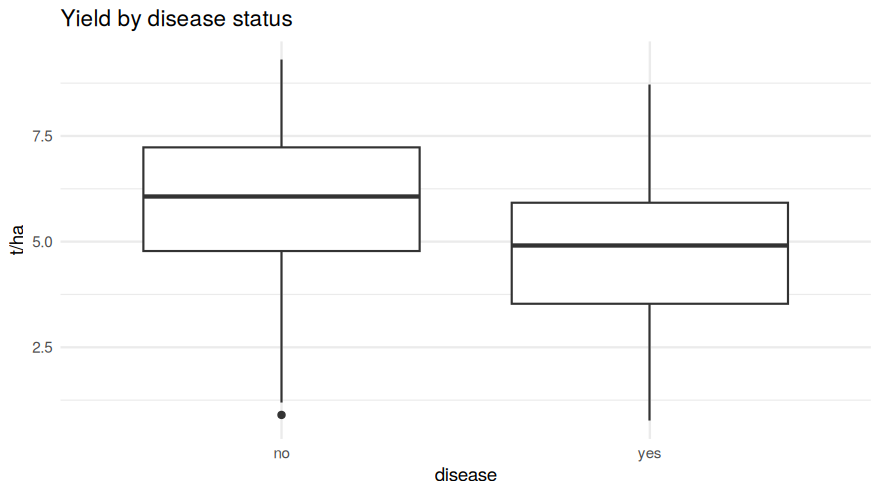 Yield by disease status
t/ha
7.5
5.0
2.5
no yes
disease